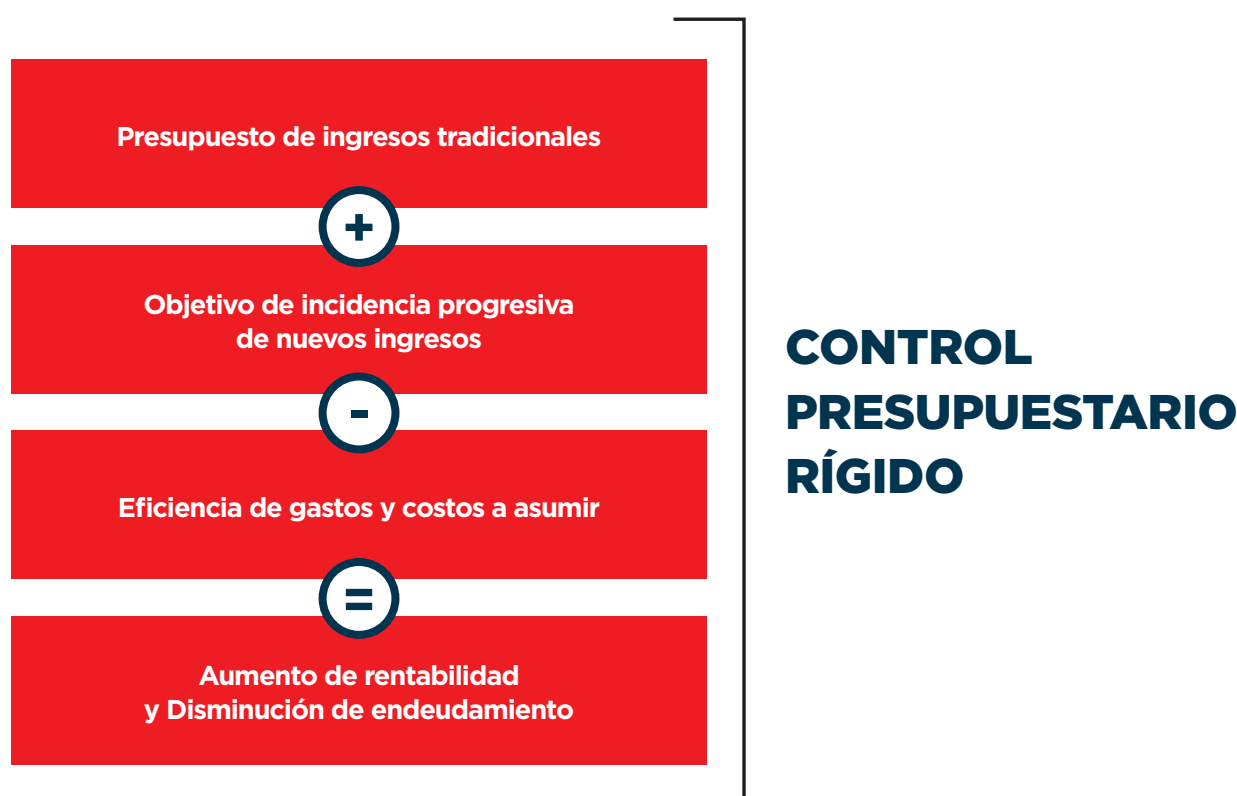 Presupuesto de ingresos tradicionales
+
Objetivo de incidencia progresiva
de nuevos ingresos
-
Eficiencia de gastos y costos a asumir
=
Aumento de rentabilidad
y Disminución de endeudamiento
CONTROL
PRESUPUESTARIO
RÍGIDO